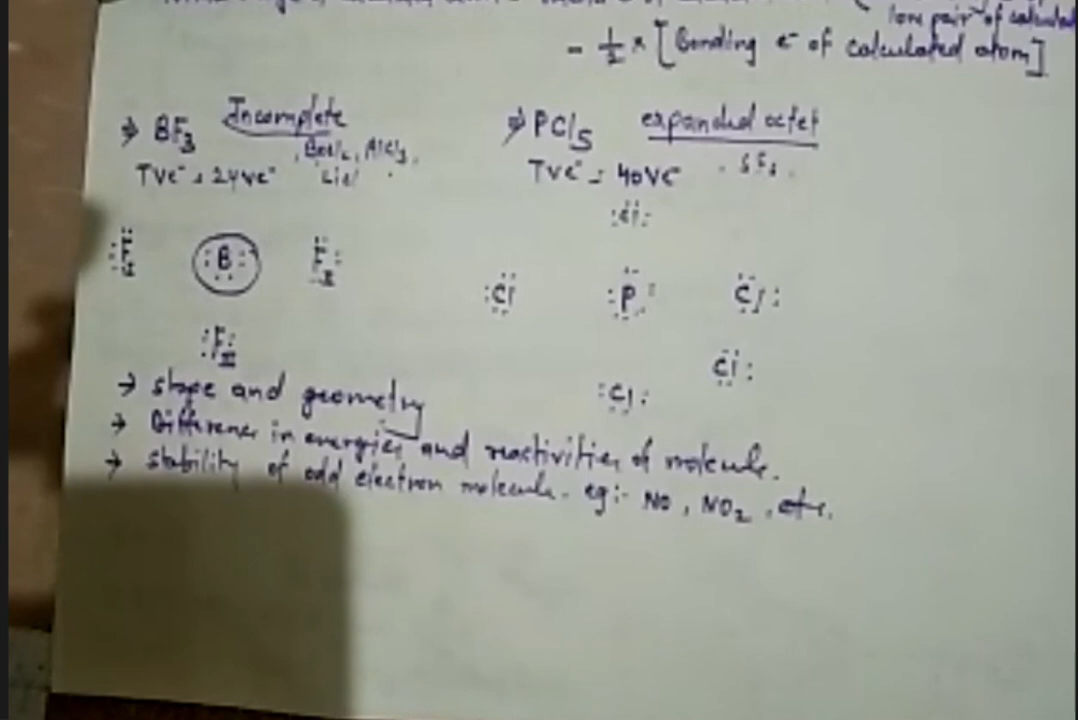 lone pair of calculated
- 1/2 × [Bonding e⁻ of calculated atom]
→ BF₃ Incomplete
, AlCl₃,
TVe⁻ = 24ve⁻ LiCl
⇒ PCl₅ expanded octet
TVe⁻ = 40ve⁻
:Cl:
:F: :B: :F:
:Cl :P: Cl:
:F:
Cl:
:Cl:
→ shape and geometry
→ Difference in energies and reactivities of molecule.
→ stability of odd electron molecule. eg:- NO, NO₂, etc.